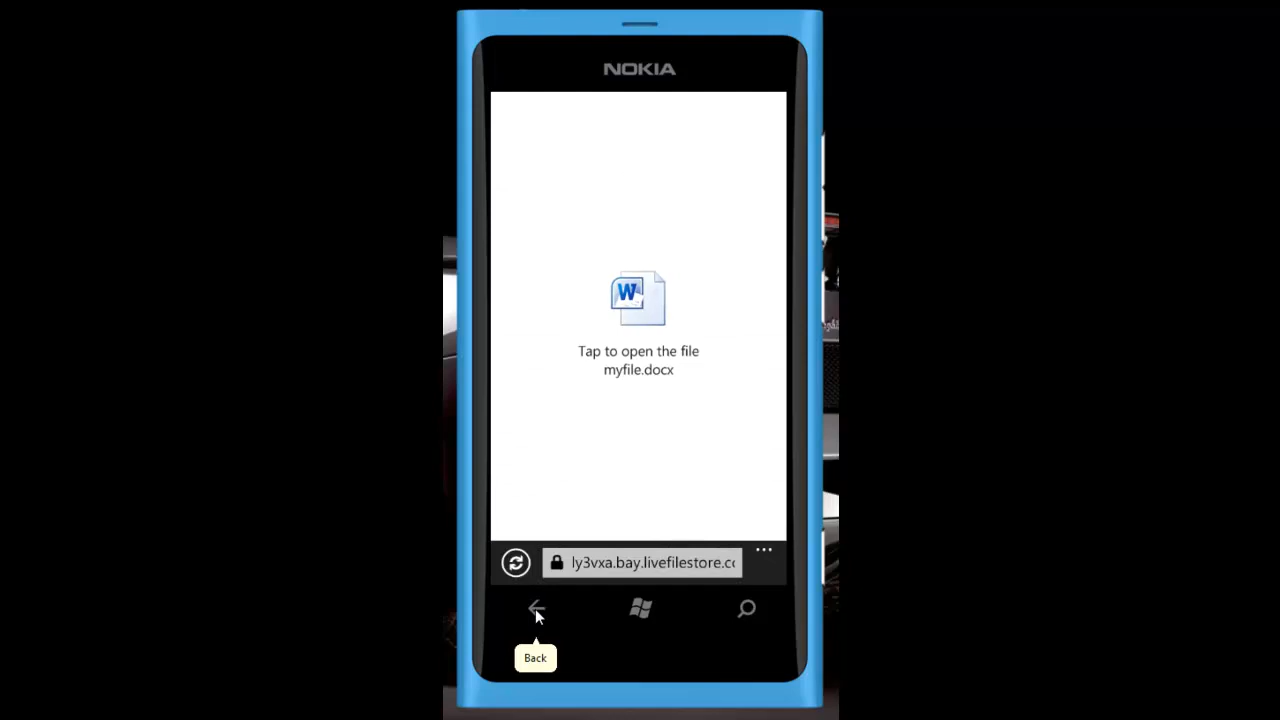 NOKIA
W
Tap to open the file
myfile.docx
ly3vxa.bay.livefilestore.cc
...
Back